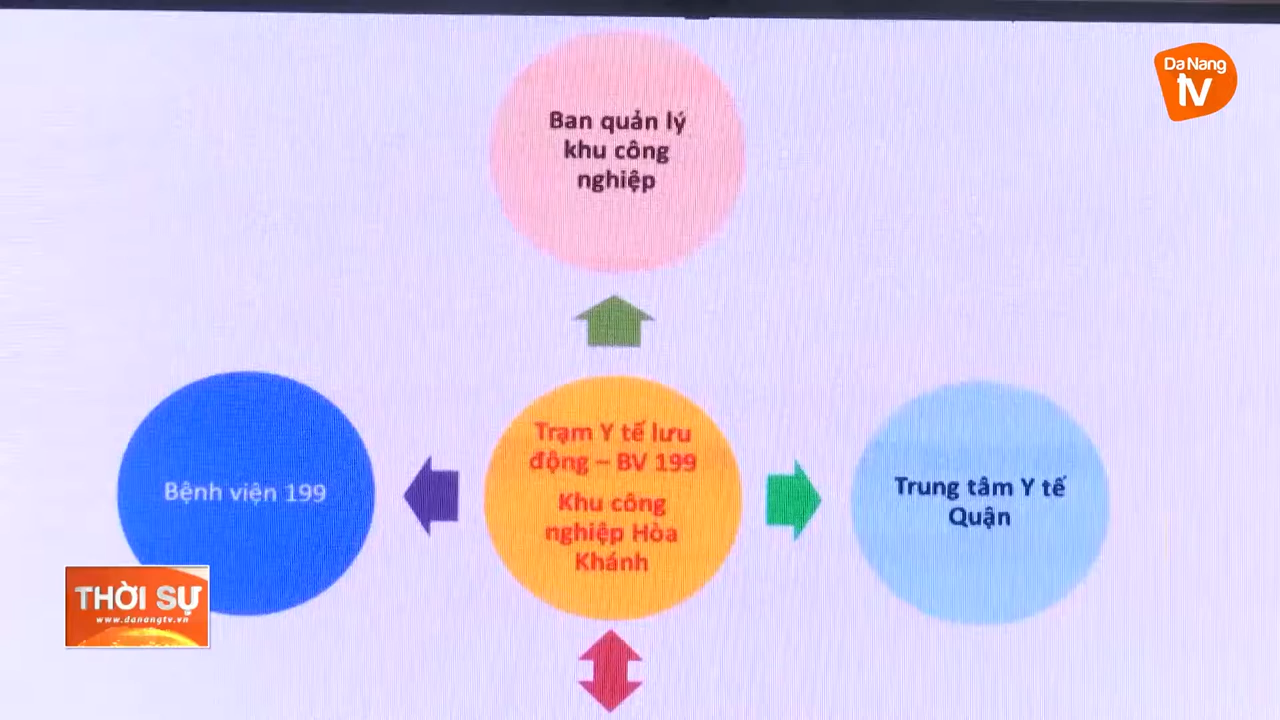 Da Nang
tv
Ban quản lý
khu công
nghiệp
Bệnh viện 199
Trạm Y tế lưu
động – BV 199
Khu công
nghiệp Hòa
Khánh
Trung tâm Y tế
Quận
THỜI SỰ
www.danangtv.vn